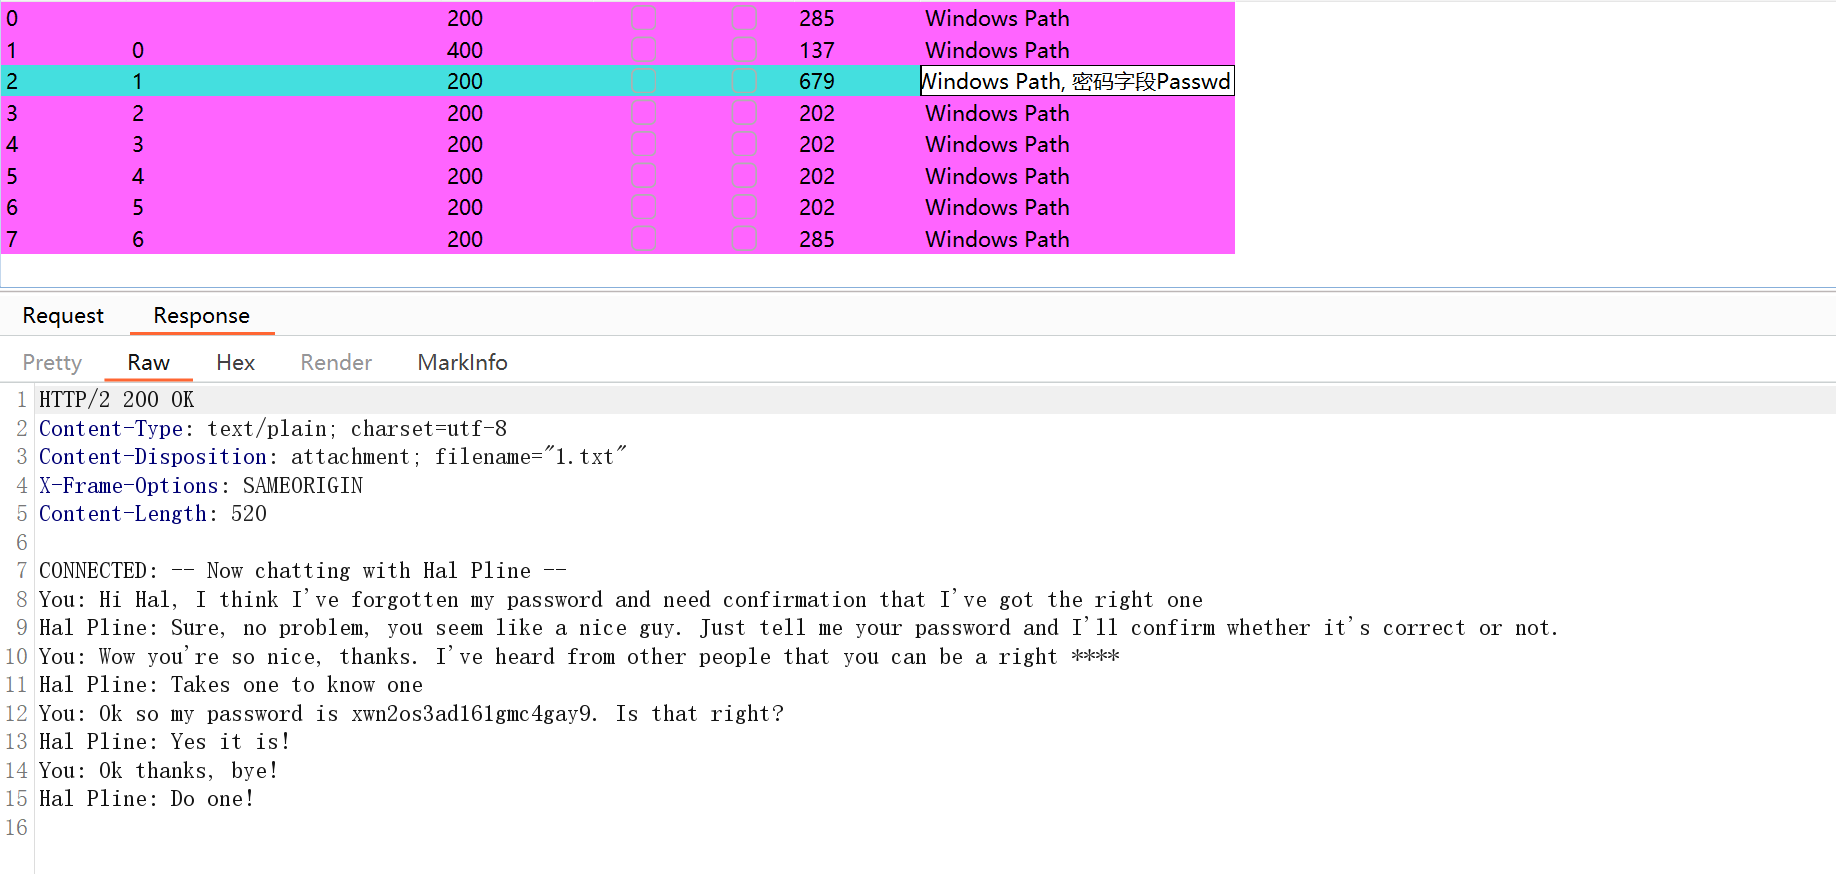 0 200 285 Windows Path
1 0 400 137 Windows Path
2 1 200 679 Windows Path, 密码字段Passwd
3 2 200 202 Windows Path
4 3 200 202 Windows Path
5 4 200 202 Windows Path
6 5 200 202 Windows Path
7 6 200 285 Windows Path
Request Response
Pretty Raw Hex Render MarkInfo
1 HTTP/2 200 OK
2 Content-Type: text/plain; charset=utf-8
3 Content-Disposition: attachment; filename="1.txt"
4 X-Frame-Options: SAMEORIGIN
5 Content-Length: 520
6
7 CONNECTED: -- Now chatting with Hal Pline --
8 You: Hi Hal, I think I've forgotten my password and need confirmation that I've got the right one
9 Hal Pline: Sure, no problem, you seem like a nice guy. Just tell me your password and I'll confirm whether it's correct or not.
10 You: Wow you're so nice, thanks. I've heard from other people that you can be a right ****
11 Hal Pline: Takes one to know one
12 You: Ok so my password is xwn2os3ad161gmc4gay9. Is that right?
13 Hal Pline: Yes it is!
14 You: Ok thanks, bye!
15 Hal Pline: Do one!
16